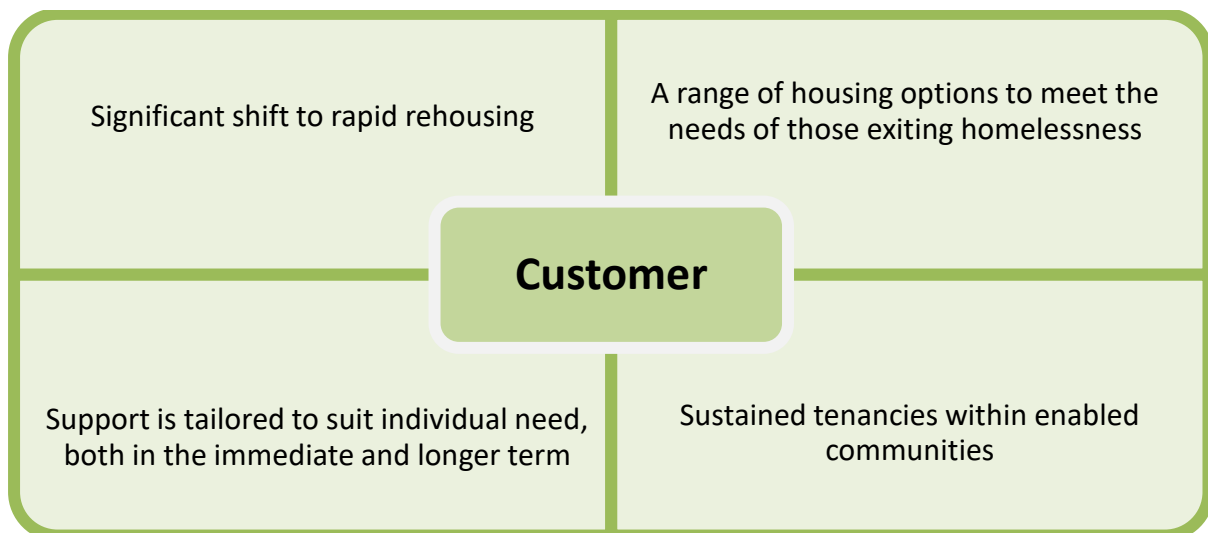 Significant shift to rapid rehousing
A range of housing options to meet the
needs of those exiting homelessness
Customer
Support is tailored to suit individual need,
both in the immediate and longer term
Sustained tenancies within enabled
communities